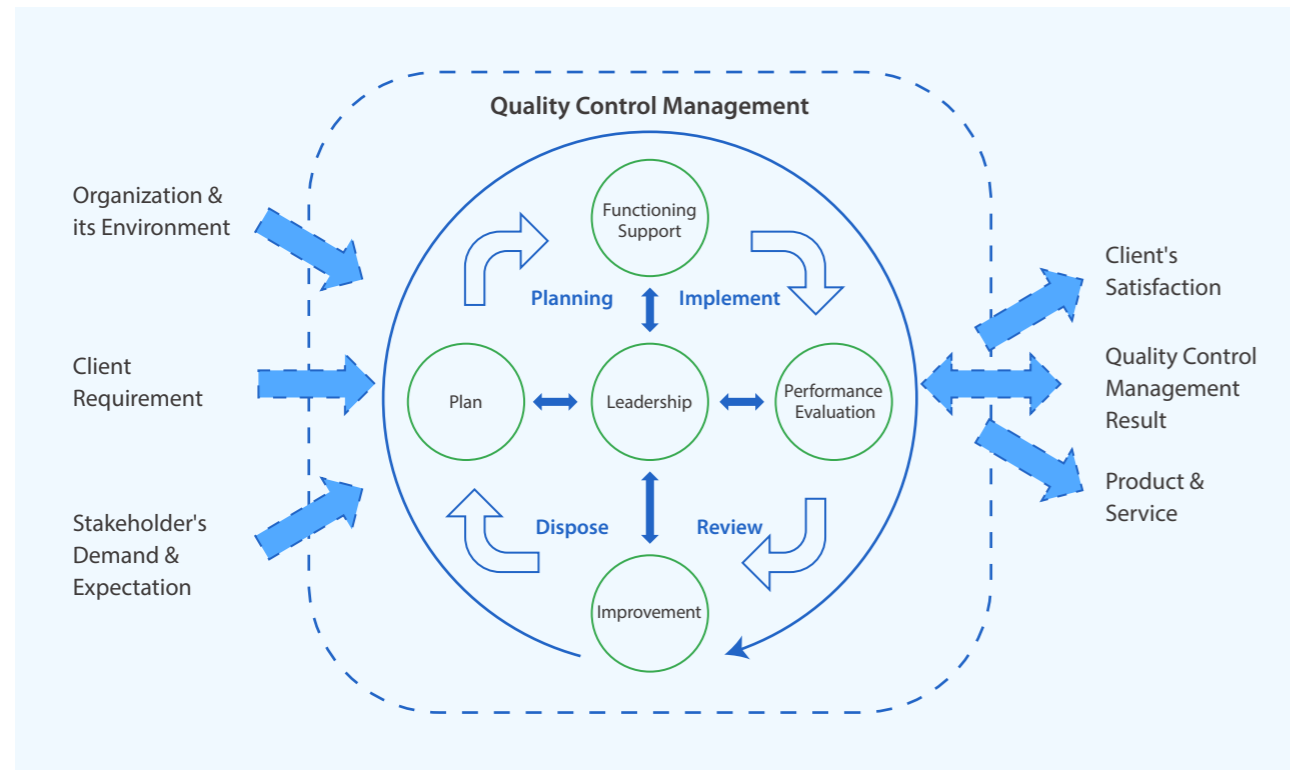 Quality Control Management
Organization &
its Environment
Client
Requirement
Stakeholder's
Demand &
Expectation
Functioning
Support
Planning
Implement
Plan
Leadership
Performance
Evaluation
Dispose
Review
Improvement
Client's
Satisfaction
Quality Control
Management
Result
Product &
Service